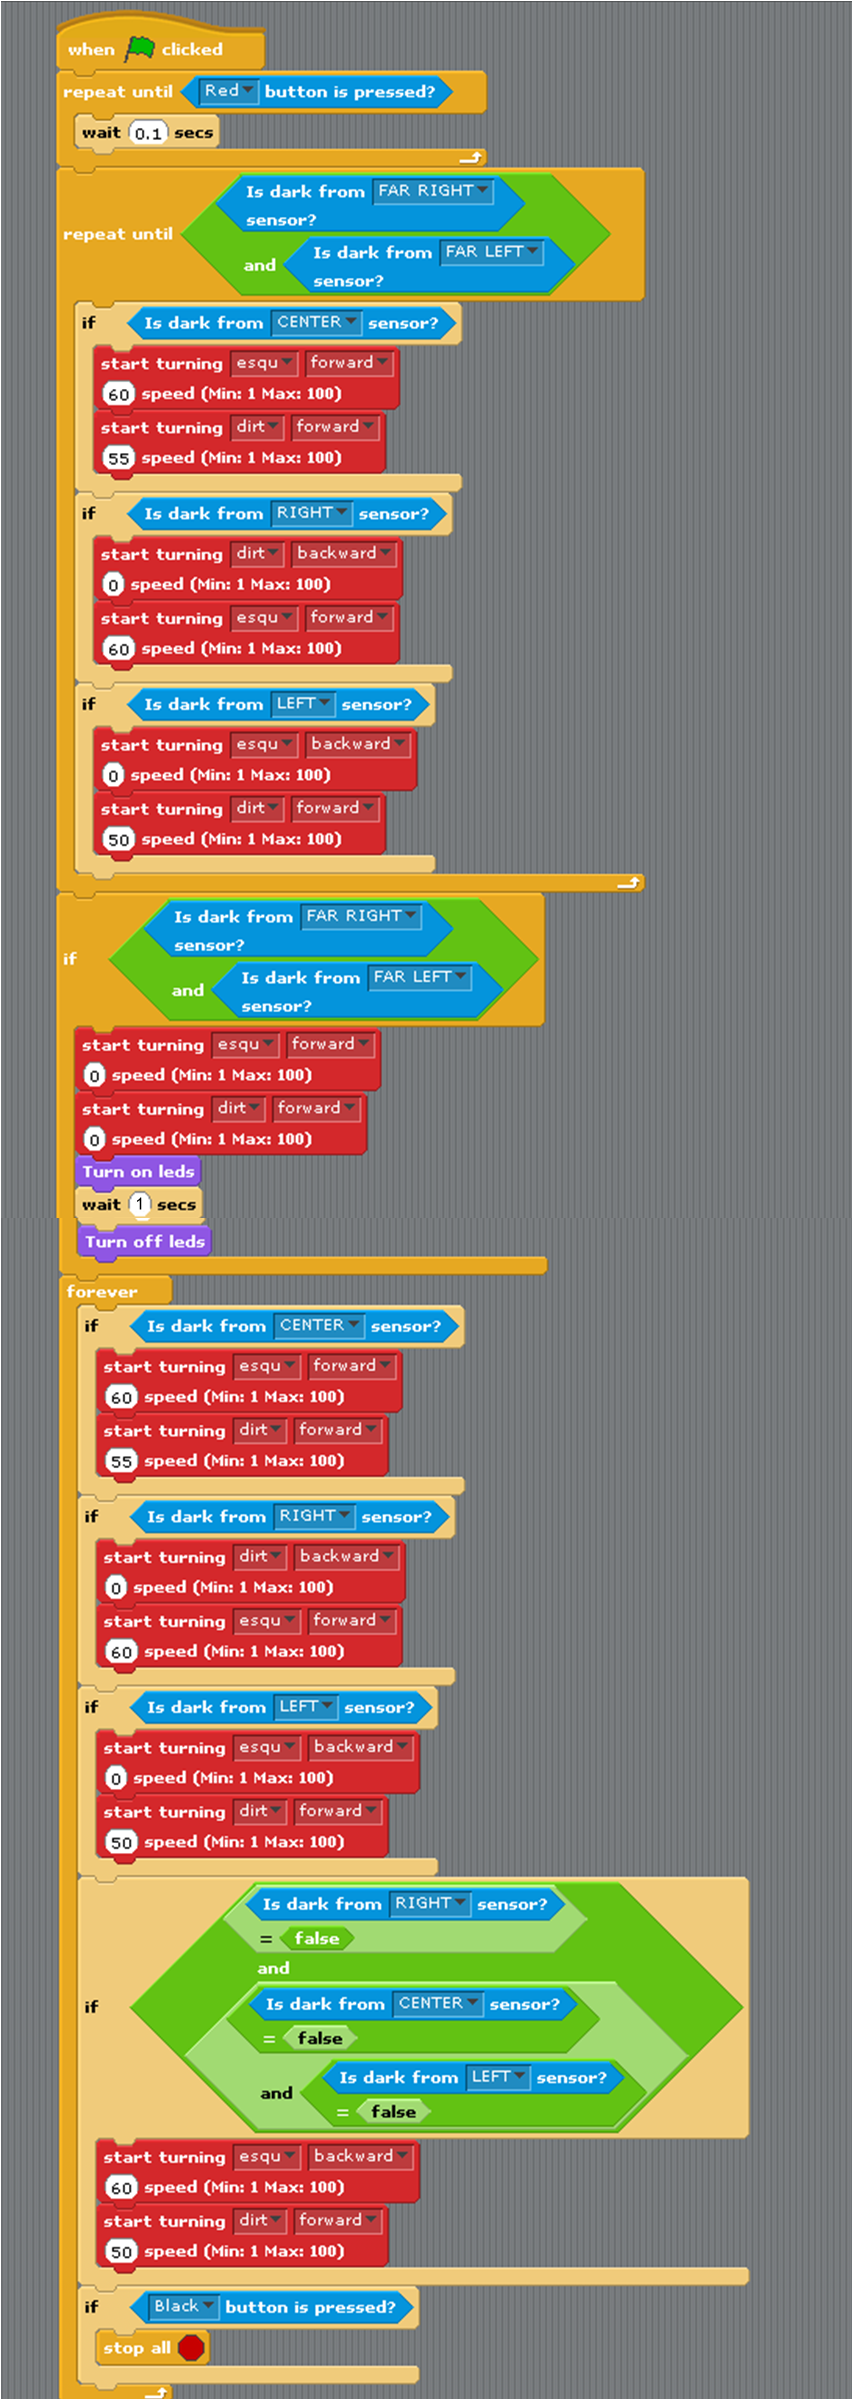 when clicked
repeat until Red button is pressed?
wait 0.1 secs
Is dark from FAR RIGHT
sensor?
repeat until
and Is dark from FAR LEFT
sensor?
if Is dark from CENTER sensor?
start turning esqu forward
60 speed (Min: 1 Max: 100)
start turning dirt forward
55 speed (Min: 1 Max: 100)
if Is dark from RIGHT sensor?
start turning dirt backward
0 speed (Min: 1 Max: 100)
start turning esqu forward
60 speed (Min: 1 Max: 100)
if Is dark from LEFT sensor?
start turning esqu backward
0 speed (Min: 1 Max: 100)
start turning dirt forward
50 speed (Min: 1 Max: 100)
Is dark from FAR RIGHT
sensor?
if
and Is dark from FAR LEFT
sensor?
start turning esqu forward
0 speed (Min: 1 Max: 100)
start turning dirt forward
0 speed (Min: 1 Max: 100)
Turn on leds
wait 1 secs
Turn off leds
forever
if Is dark from CENTER sensor?
start turning esqu forward
60 speed (Min: 1 Max: 100)
start turning dirt forward
55 speed (Min: 1 Max: 100)
if Is dark from RIGHT sensor?
start turning dirt backward
0 speed (Min: 1 Max: 100)
start turning esqu forward
60 speed (Min: 1 Max: 100)
if Is dark from LEFT sensor?
start turning esqu backward
0 speed (Min: 1 Max: 100)
start turning dirt forward
50 speed (Min: 1 Max: 100)
Is dark from RIGHT sensor?
= false
and
if Is dark from CENTER sensor?
= false
and Is dark from LEFT sensor?
= false
start turning esqu backward
60 speed (Min: 1 Max: 100)
start turning dirt forward
50 speed (Min: 1 Max: 100)
if Black button is pressed?
stop all